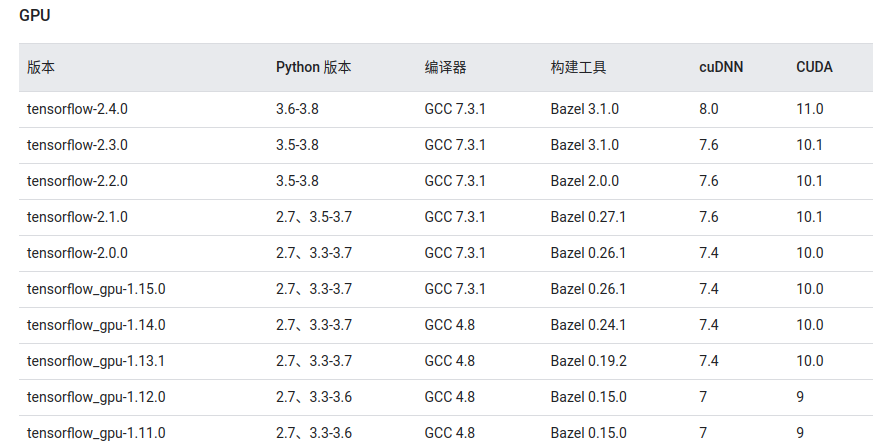 GPU
版本 Python 版本 编译器 构建工具 cuDNN CUDA
tensorflow-2.4.0 3.6-3.8 GCC 7.3.1 Bazel 3.1.0 8.0 11.0
tensorflow-2.3.0 3.5-3.8 GCC 7.3.1 Bazel 3.1.0 7.6 10.1
tensorflow-2.2.0 3.5-3.8 GCC 7.3.1 Bazel 2.0.0 7.6 10.1
tensorflow-2.1.0 2.7、3.5-3.7 GCC 7.3.1 Bazel 0.27.1 7.6 10.1
tensorflow-2.0.0 2.7、3.3-3.7 GCC 7.3.1 Bazel 0.26.1 7.4 10.0
tensorflow_gpu-1.15.0 2.7、3.3-3.7 GCC 7.3.1 Bazel 0.26.1 7.4 10.0
tensorflow_gpu-1.14.0 2.7、3.3-3.7 GCC 4.8 Bazel 0.24.1 7.4 10.0
tensorflow_gpu-1.13.1 2.7、3.3-3.7 GCC 4.8 Bazel 0.19.2 7.4 10.0
tensorflow_gpu-1.12.0 2.7、3.3-3.6 GCC 4.8 Bazel 0.15.0 7 9
tensorflow_gpu-1.11.0 2.7、3.3-3.6 GCC 4.8 Bazel 0.15.0 7 9